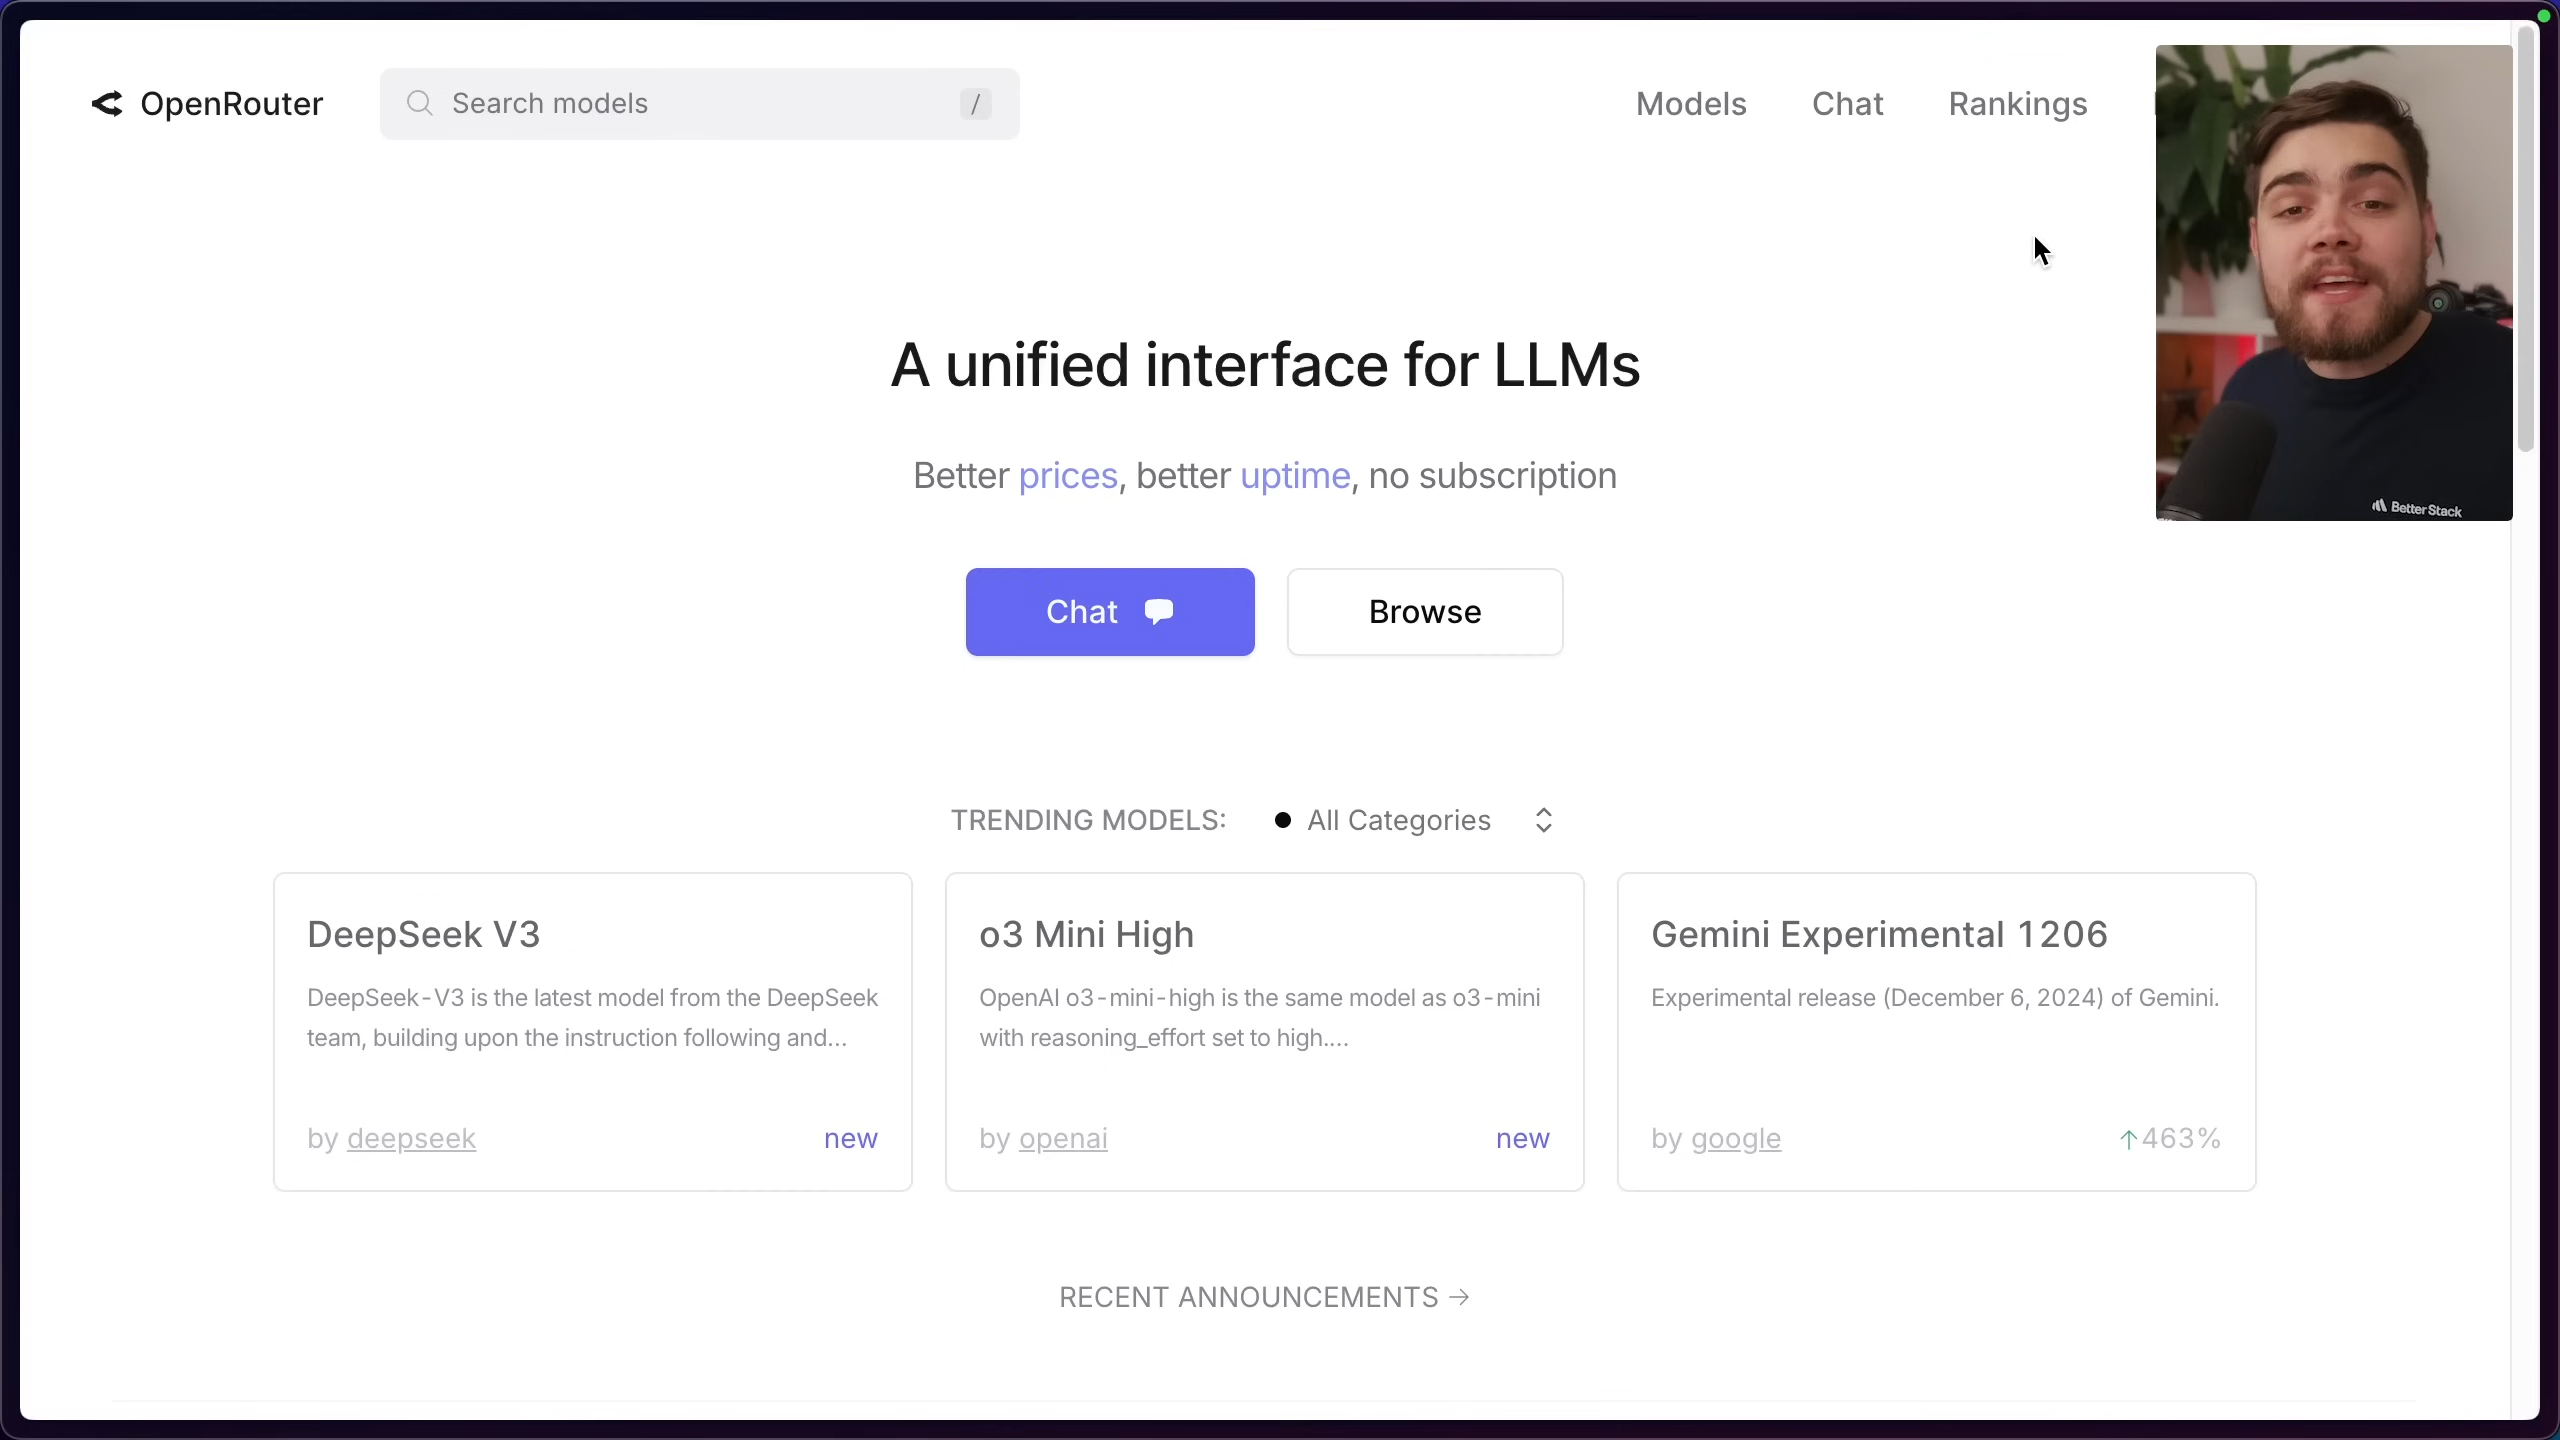 OpenRouter
Search models
/
Models
Chat
Rankings
A unified interface for LLMs
Better prices, better uptime, no subscription
Chat
Browse
Better Stack
TRENDING MODELS:
All Categories
DeepSeek V3
DeepSeek-V3 is the latest model from the DeepSeek
team, building upon the instruction following and...
by deepseek
new
o3 Mini High
OpenAI o3-mini-high is the same model as o3-mini
with reasoning_effort set to high....
by openai
new
Gemini Experimental 1206
Experimental release (December 6, 2024) of Gemini.
by google
↑463%
RECENT ANNOUNCEMENTS →